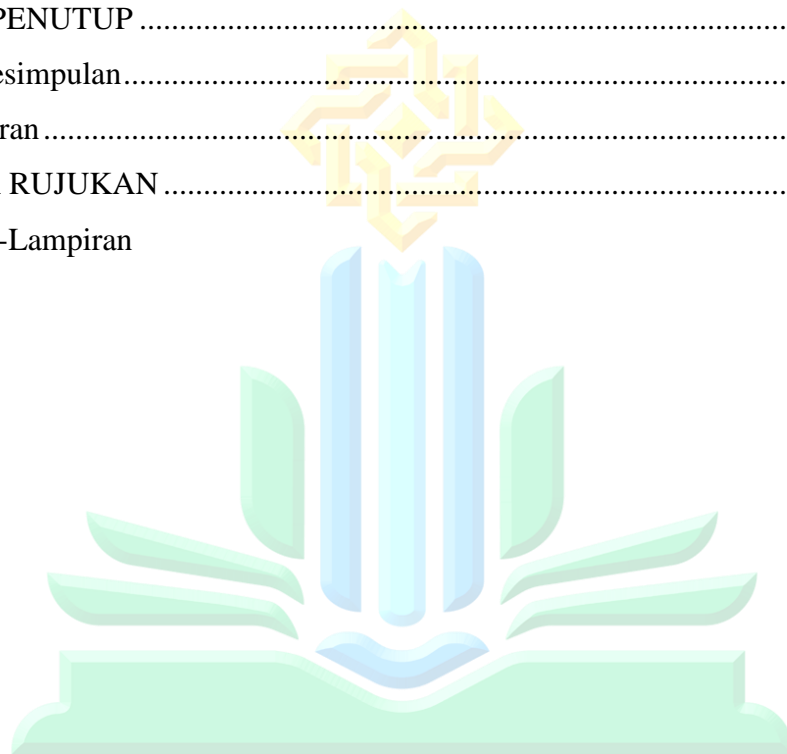 PENUTUP ........................................................................................
esimpulan........................................................................................
ran ........................................................................................
RUJUKAN ........................................................................................
-Lampiran